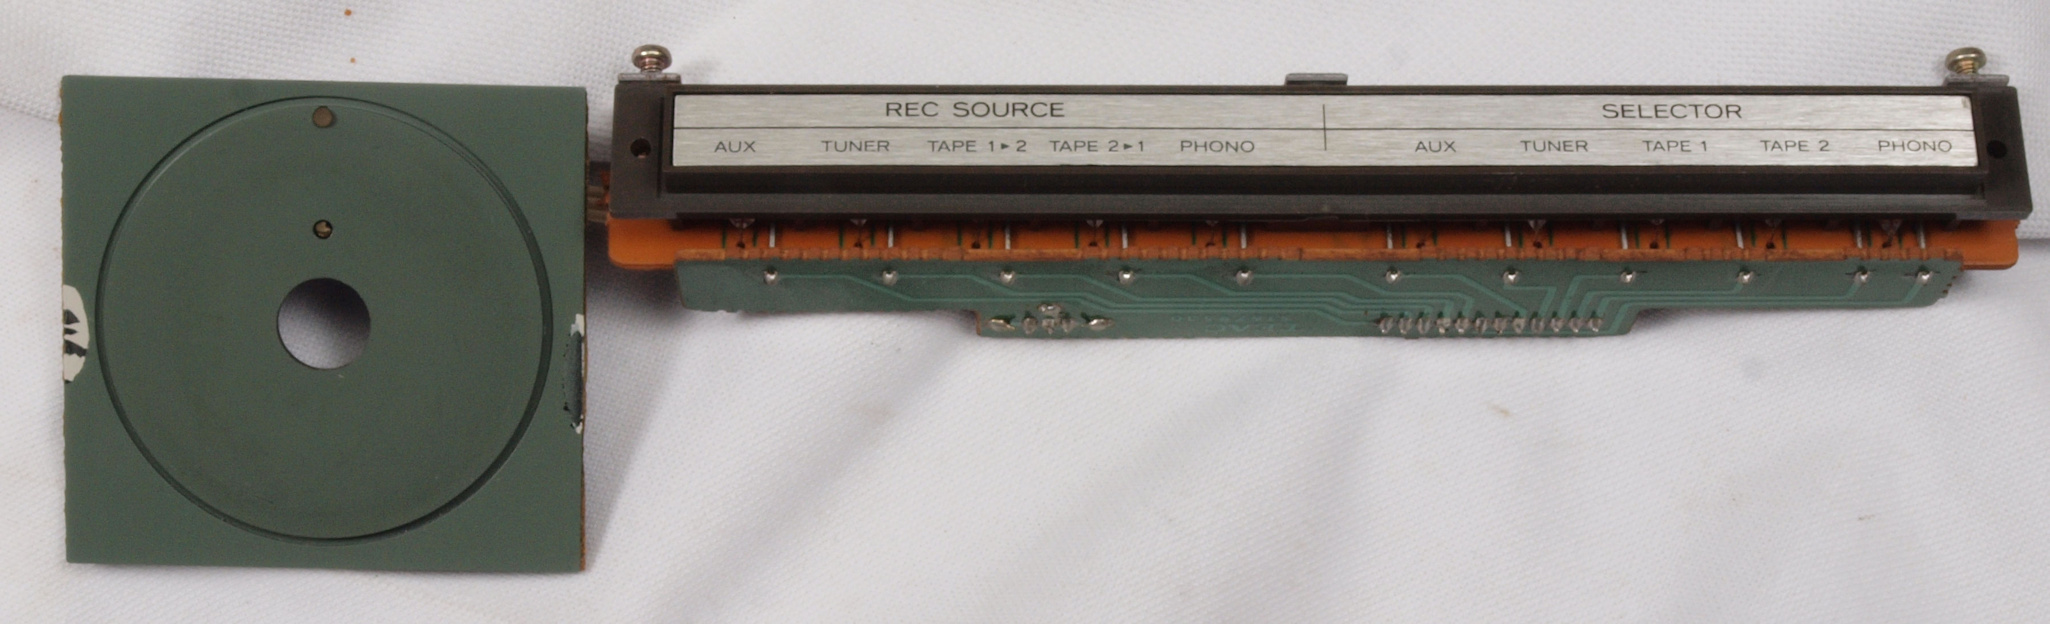 REC SOURCE SELECTOR
AUX TUNER TAPE 1▸2 TAPE 2▸1 PHONO AUX TUNER TAPE 1 TAPE 2 PHONO